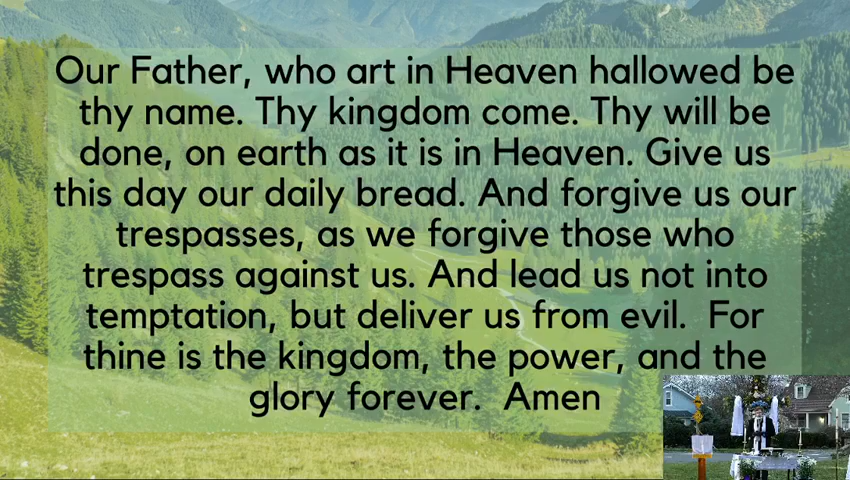 Our Father, who art in Heaven hallowed be
thy name. Thy kingdom come. Thy will be
done, on earth as it is in Heaven. Give us
this day our daily bread. And forgive us our
trespasses, as we forgive those who
trespass against us. And lead us not into
temptation, but deliver us from evil.  For
thine is the kingdom, the power, and the
glory forever.  Amen